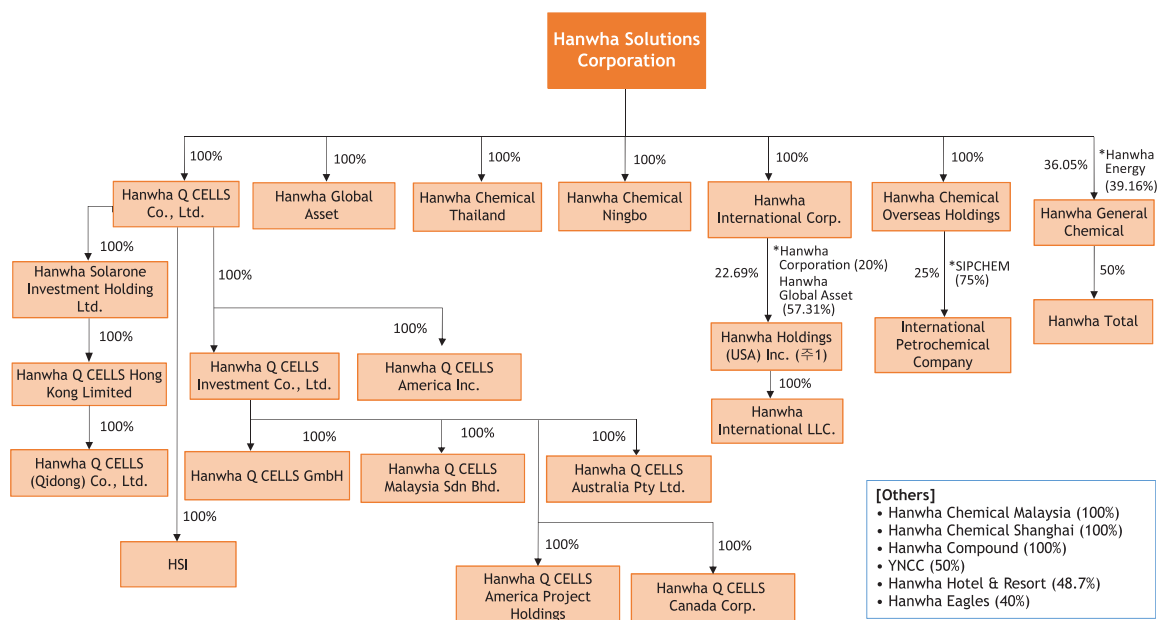 Hanwha Solutions
Corporation
100%
100%
100%
100%
100%
100%
36.05%
*Hanwha
Energy
(39.16%)
Hanwha Q CELLS
Co., Ltd.
Hanwha Global
Asset
Hanwha Chemical
Thailand
Hanwha Chemical
Ningbo
Hanwha
International Corp.
Hanwha Chemical
Overseas Holdings
Hanwha General
Chemical
100%
100%
22.69%
*Hanwha
Corporation (20%)
Hanwha
Global Asset
(57.31%)
25%
*SIPCHEM
(75%)
50%
Hanwha Solarone
Investment Holding
Ltd.
Hanwha Holdings
(USA) Inc. (주1)
International
Petrochemical
Company
Hanwha Total
100%
100%
100%
Hanwha Q CELLS Hong
Kong Limited
Hanwha Q CELLS
Investment Co., Ltd.
Hanwha Q CELLS
America Inc.
Hanwha
International LLC.
100%
100%
100%
100%
Hanwha Q CELLS
(Qidong) Co., Ltd.
Hanwha Q CELLS GmbH
Hanwha Q CELLS
Malaysia Sdn Bhd.
Hanwha Q CELLS
Australia Pty Ltd.
100%
100%
100%
HSI
Hanwha Q CELLS
America Project
Holdings
Hanwha Q CELLS
Canada Corp.
[Others]
• Hanwha Chemical Malaysia (100%)
• Hanwha Chemical Shanghai (100%)
• Hanwha Compound (100%)
• YNCC (50%)
• Hanwha Hotel & Resort (48.7%)
• Hanwha Eagles (40%)